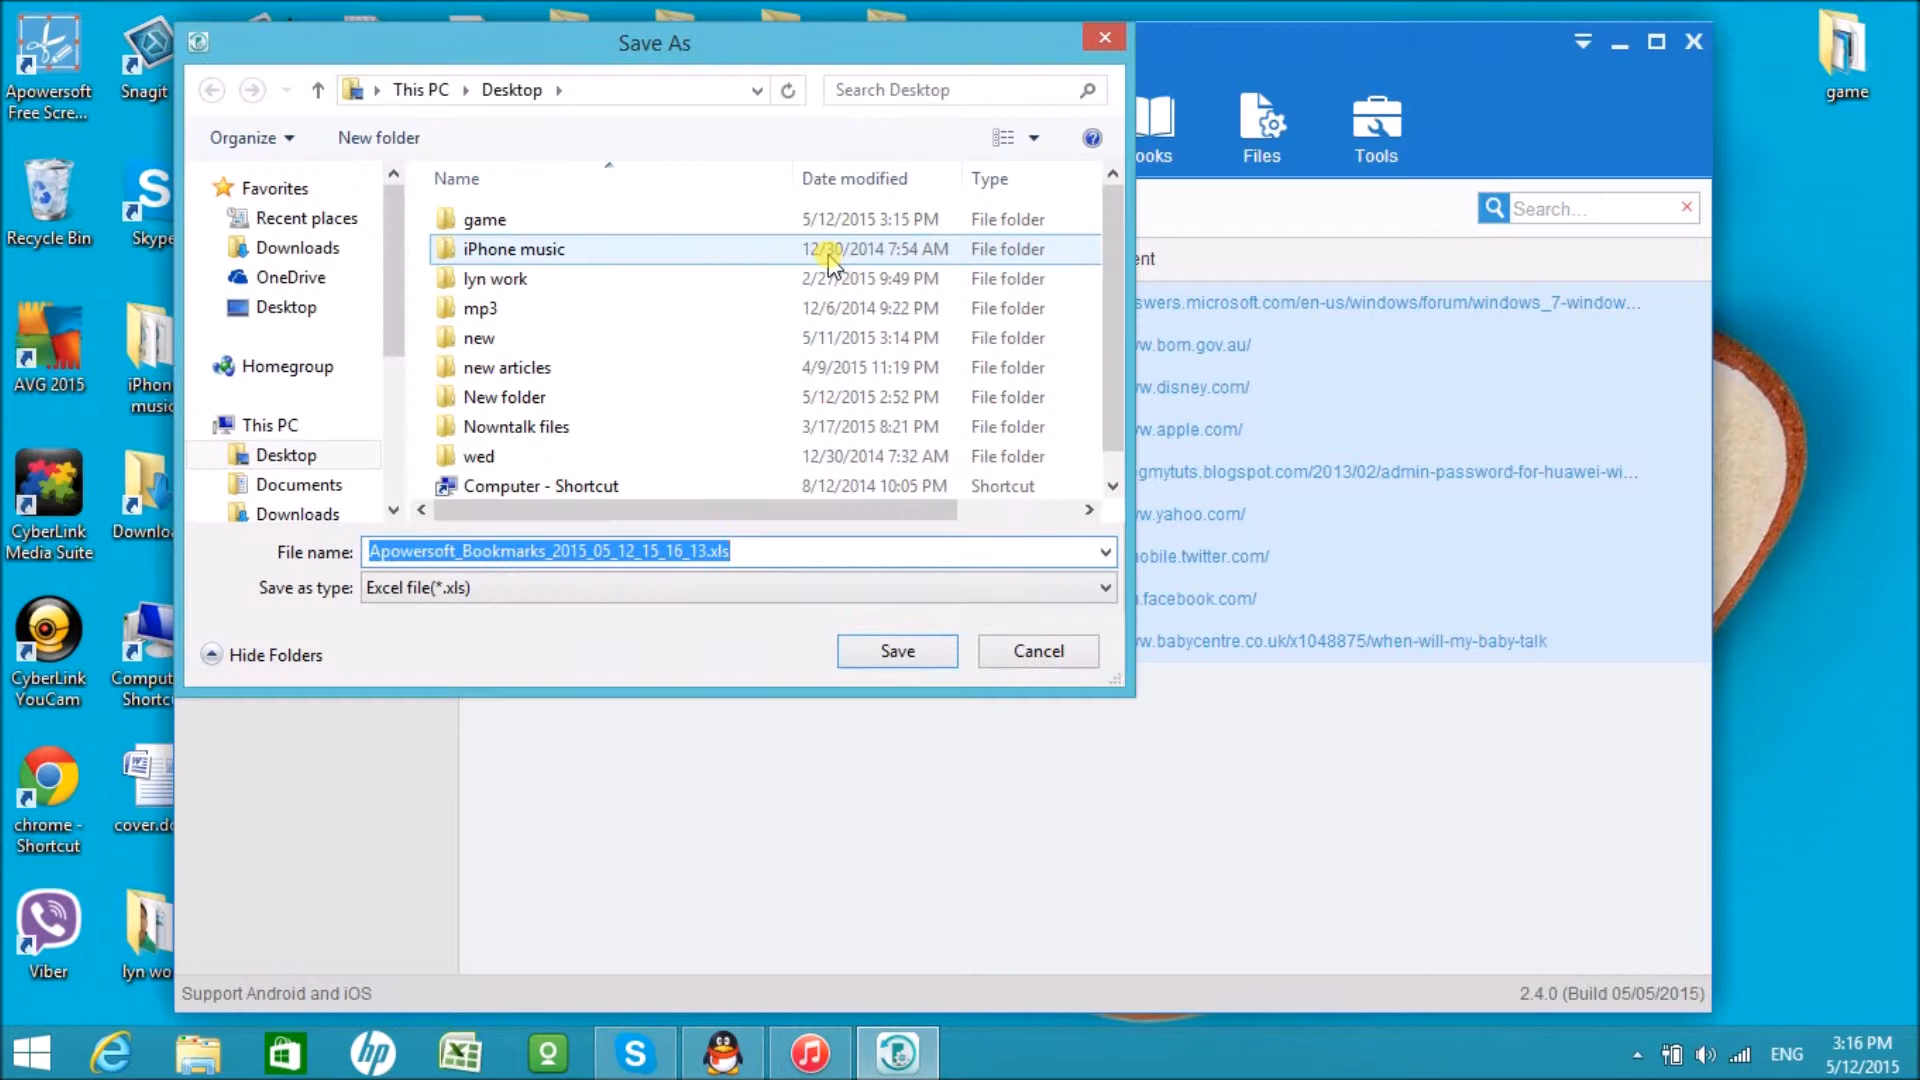 Save As
This PC
Desktop
Search Desktop
Organize
New folder
Name
Date modified
Type
Favorites
Recent places
Downloads
OneDrive
Desktop
Homegroup
This PC
Desktop
Documents
Downloads
game 5/12/2015 3:15 PM File folder
iPhone music 12/30/2014 7:54 AM File folder
lyn work 2/27/2015 9:49 PM File folder
mp3 12/6/2014 9:22 PM File folder
new 5/11/2015 3:14 PM File folder
new articles 4/9/2015 11:19 PM File folder
New folder 5/12/2015 2:52 PM File folder
Nowntalk files 3/17/2015 8:21 PM File folder
wed 12/30/2014 7:32 AM File folder
Computer - Shortcut 8/12/2014 10:05 PM Shortcut
File name: Apowersoft_Bookmarks_2015_05_12_15_16_13.xls
Save as type: Excel file(*.xls)
Hide Folders
Save
Cancel
ooks
Files
Tools
Search...
ent
swers.microsoft.com/en-us/windows/forum/windows_7-window...
w.bom.gov.au/
w.disney.com/
w.apple.com/
gmytuts.blogspot.com/2013/02/admin-password-for-huawei-wi...
w.yahoo.com/
obile.twitter.com/
.facebook.com/
w.babycentre.co.uk/x1048875/when-will-my-baby-talk
Support Android and iOS
2.4.0 (Build 05/05/2015)
Apowersoft
Free Scre...
Snagit
Recycle Bin
Skype
AVG 2015
iPhon
music
CyberLink
Media Suite
Downlo
CyberLink
YouCam
Comput
Shortc
chrome -
Shortcut
cover.d
Viber
lyn wo
game
hp
ENG
3:16 PM
5/12/2015